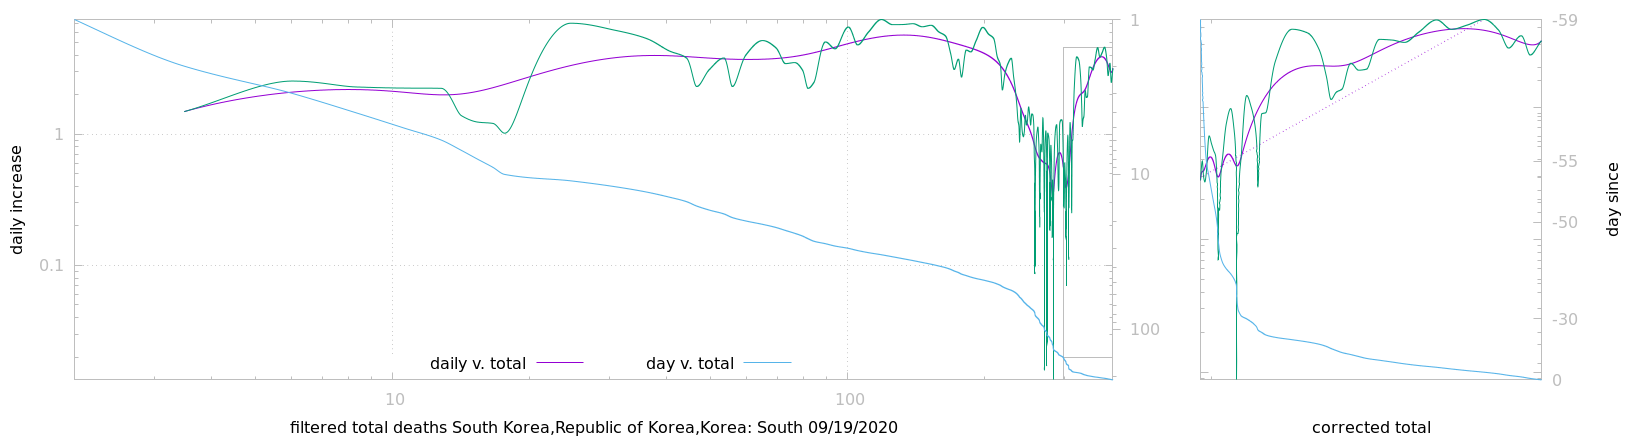 daily increase
1
0.1
daily v. total
day v. total
10
100
1
10
100
filtered total deaths South Korea,Republic of Korea,Korea: South 09/19/2020
-59
-55
-50
-30
0
day since
corrected total